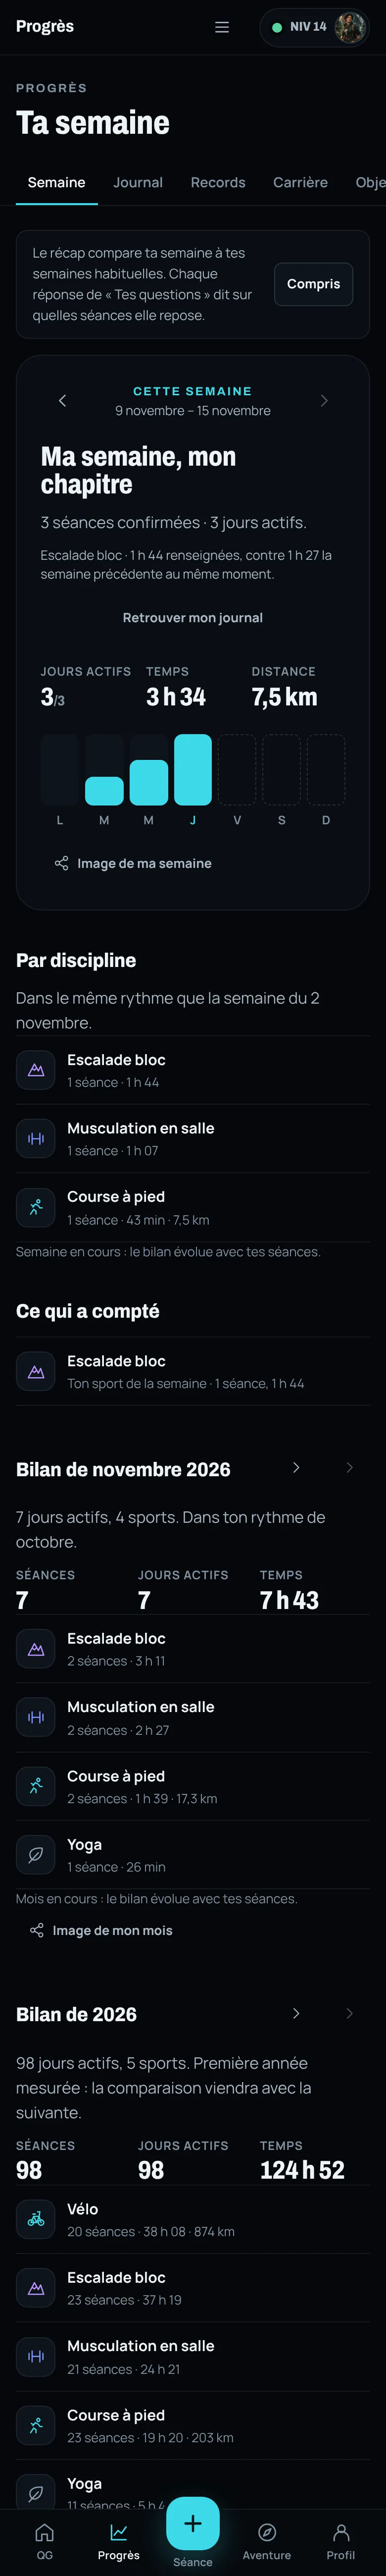 Progrès
NIV 14
PROGRÈS
Ta semaine
Semaine
Journal
Records
Carrière
Obje
Le récap compare ta semaine à tes
semaines habituelles. Chaque
réponse de « Tes questions » dit sur
quelles séances elle repose.
Compris
CETTE SEMAINE
9 novembre – 15 novembre
Ma semaine, mon
chapitre
3 séances confirmées · 3 jours actifs.
Escalade bloc · 1 h 44 renseignées, contre 1 h 27 la
semaine précédente au même moment.
Retrouver mon journal
JOURS ACTIFS
TEMPS
DISTANCE
3/3
3 h 34
7,5 km
L
M
M
J
V
S
D
Image de ma semaine
Par discipline
Dans le même rythme que la semaine du 2
novembre.
Escalade bloc
1 séance · 1 h 44
Musculation en salle
1 séance · 1 h 07
Course à pied
1 séance · 43 min · 7,5 km
Semaine en cours : le bilan évolue avec tes séances.
Ce qui a compté
Escalade bloc
Ton sport de la semaine · 1 séance, 1 h 44
Bilan de novembre 2026
7 jours actifs, 4 sports. Dans ton rythme de
octobre.
SÉANCES
JOURS ACTIFS
TEMPS
7
7
7 h 43
Escalade bloc
2 séances · 3 h 11
Musculation en salle
2 séances · 2 h 27
Course à pied
2 séances · 1 h 39 · 17,3 km
Yoga
1 séance · 26 min
Mois en cours : le bilan évolue avec tes séances.
Image de mon mois
Bilan de 2026
98 jours actifs, 5 sports. Première année
mesurée : la comparaison viendra avec la
suivante.
SÉANCES
JOURS ACTIFS
TEMPS
98
98
124 h 52
Vélo
20 séances · 38 h 08 · 874 km
Escalade bloc
23 séances · 37 h 19
Musculation en salle
21 séances · 24 h 21
Course à pied
23 séances · 19 h 20 · 203 km
Yoga
11 séances · 5 h 4
QG
Progrès
Séance
Aventure
Profil